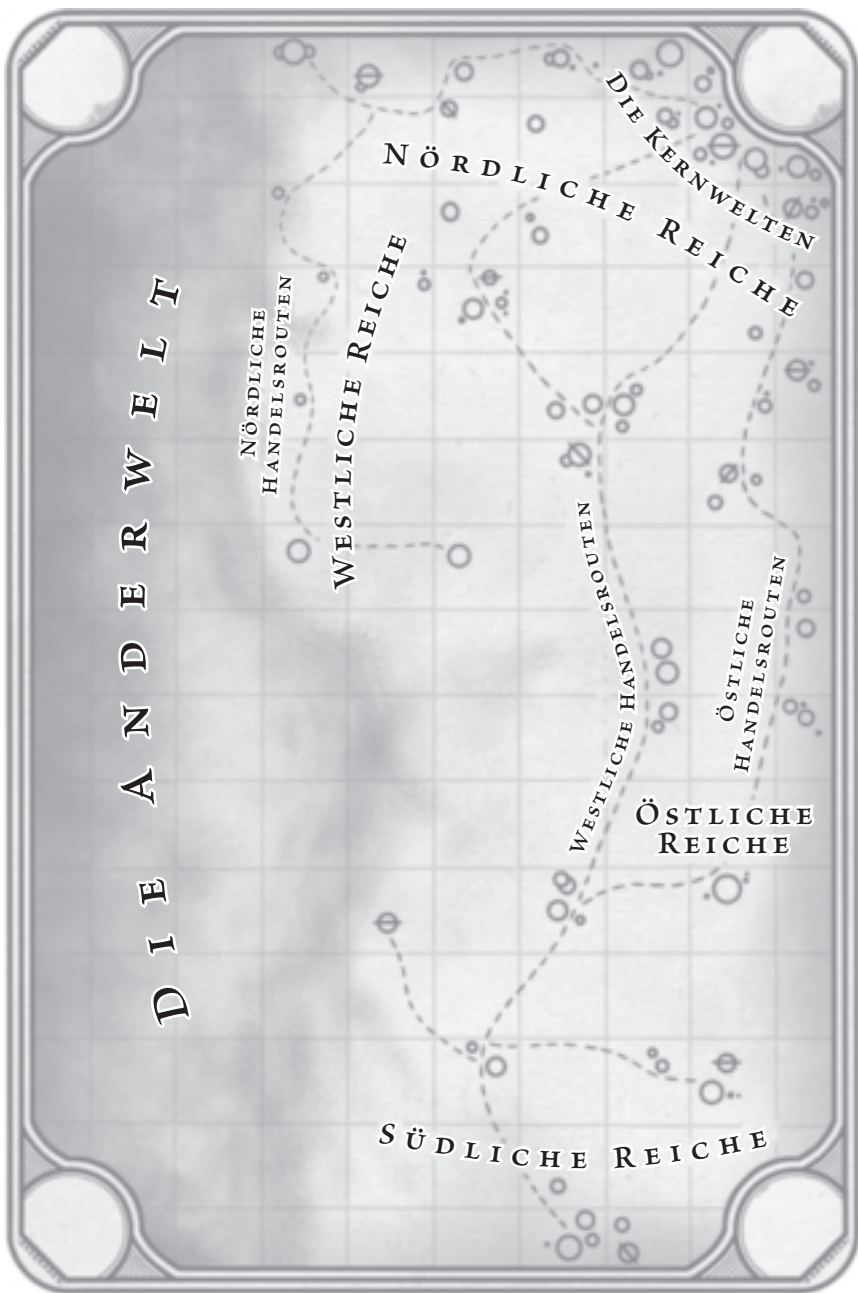 DIE KERNWELTEN
NÖRDLICHE REICHE
WESTLICHE REICHE
NÖRDLICHE
HANDELSROUTEN
DIE ANDERWELT
WESTLICHE HANDELSROUTEN
ÖSTLICHE
HANDELSROUTEN
ÖSTLICHE
REICHE
SÜDLICHE REICHE